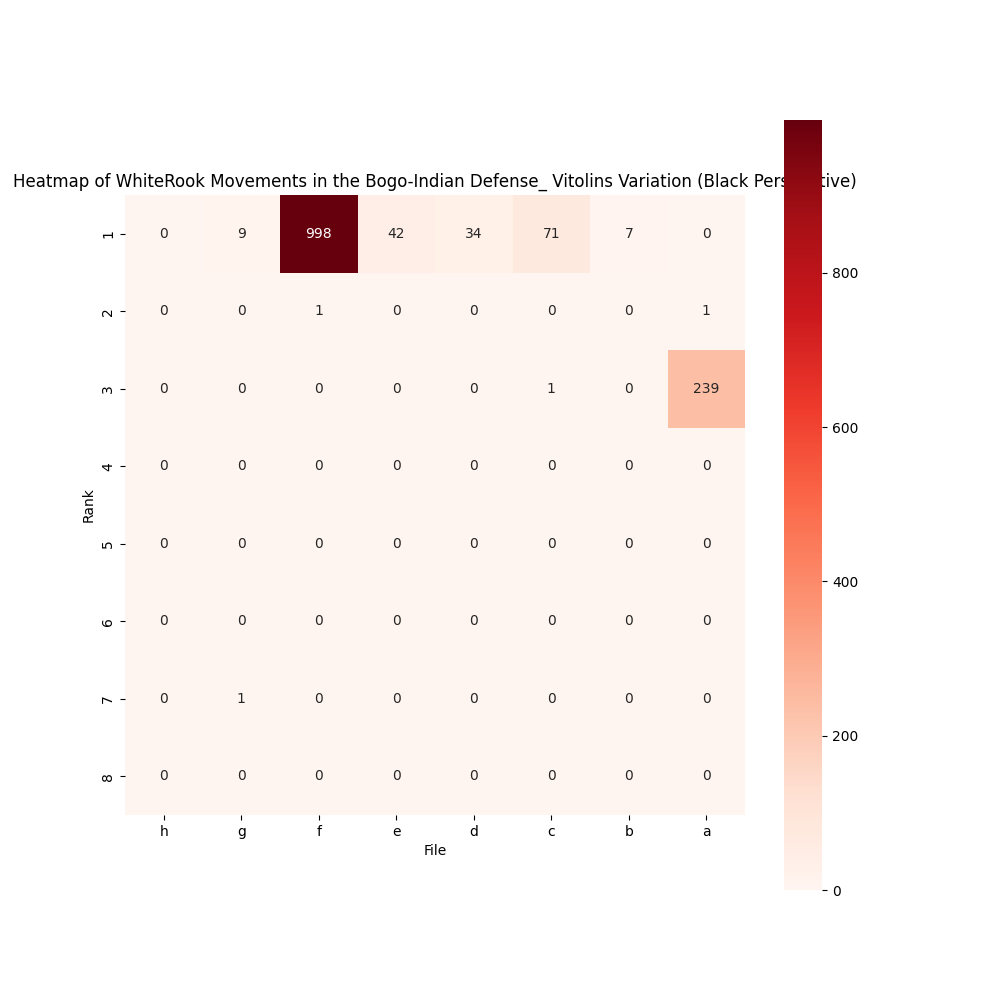 Heatmap of WhiteRook Movements in the Bogo-Indian Defense_ Vitolins Variation (Black Perspective)
1 0 9 998 42 34 71 7 0
2 0 0 1 0 0 0 0 1
3 0 0 0 0 0 1 0 239
4 0 0 0 0 0 0 0 0
5 0 0 0 0 0 0 0 0
6 0 0 0 0 0 0 0 0
7 0 1 0 0 0 0 0 0
8 0 0 0 0 0 0 0 0
h g f e d c b a
File
Rank
800
600
400
200
0